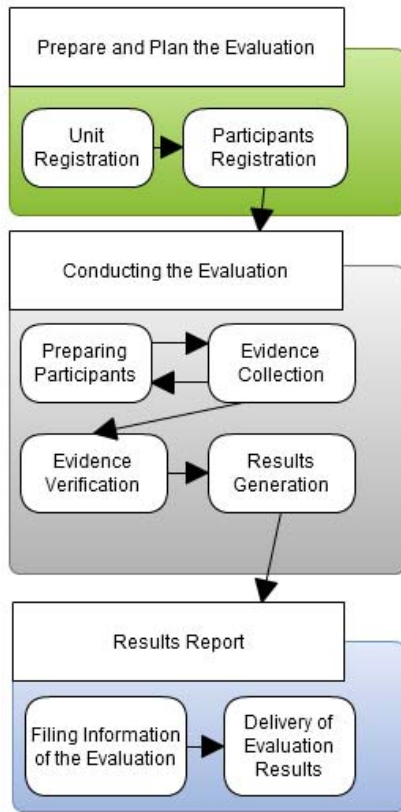 Prepare and Plan the Evaluation
Unit
Registration
Participants
Registration
Conducting the Evaluation
Preparing
Participants
Evidence
Collection
Evidence
Verification
Results
Generation
Results Report
Filing Information
of the Evaluation
Delivery of
Evaluation
Results